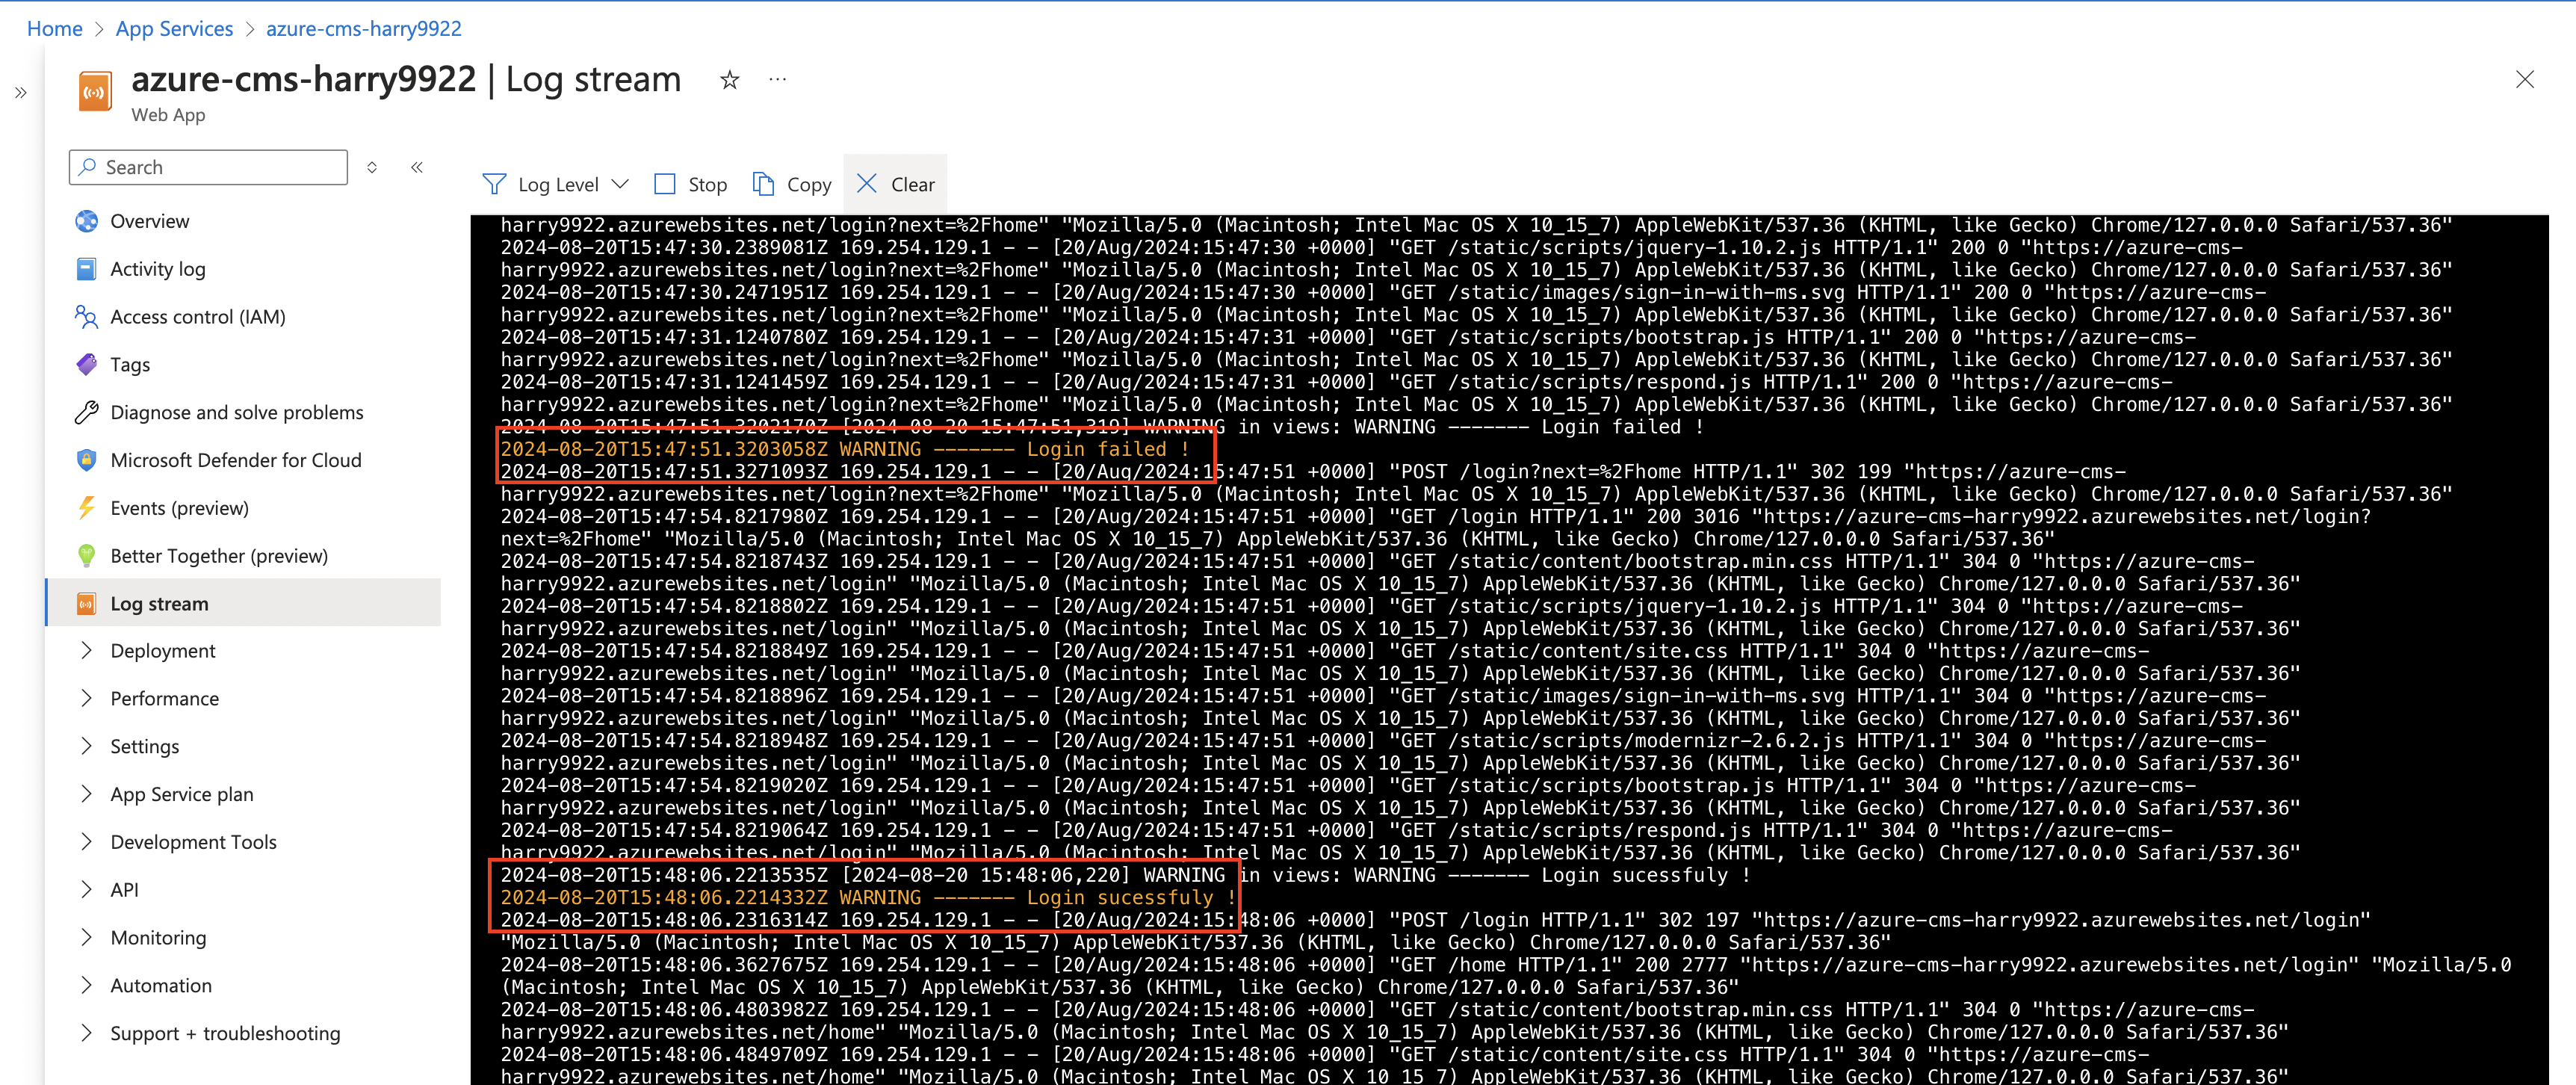 Home > App Services > azure-cms-harry9922
azure-cms-harry9922 | Log stream
Web App
Search
Overview
Activity log
Access control (IAM)
Tags
Diagnose and solve problems
Microsoft Defender for Cloud
Events (preview)
Better Together (preview)
Log stream
Deployment
Performance
Settings
App Service plan
Development Tools
API
Monitoring
Automation
Support + troubleshooting
Log Level
Stop
Copy
Clear
harry9922.azurewebsites.net/login?next=%2Fhome" "Mozilla/5.0 (Macintosh; Intel Mac OS X 10_15_7) AppleWebKit/537.36 (KHTML, like Gecko) Chrome/127.0.0.0 Safari/537.36"
2024-08-20T15:47:30.2389081Z 169.254.129.1 - - [20/Aug/2024:15:47:30 +0000] "GET /static/scripts/jquery-1.10.2.js HTTP/1.1" 200 0 "https://azure-cms-
harry9922.azurewebsites.net/login?next=%2Fhome" "Mozilla/5.0 (Macintosh; Intel Mac OS X 10_15_7) AppleWebKit/537.36 (KHTML, like Gecko) Chrome/127.0.0.0 Safari/537.36"
2024-08-20T15:47:30.2471951Z 169.254.129.1 - - [20/Aug/2024:15:47:30 +0000] "GET /static/images/sign-in-with-ms.svg HTTP/1.1" 200 0 "https://azure-cms-
harry9922.azurewebsites.net/login?next=%2Fhome" "Mozilla/5.0 (Macintosh; Intel Mac OS X 10_15_7) AppleWebKit/537.36 (KHTML, like Gecko) Chrome/127.0.0.0 Safari/537.36"
2024-08-20T15:47:31.1240780Z 169.254.129.1 - - [20/Aug/2024:15:47:31 +0000] "GET /static/scripts/bootstrap.js HTTP/1.1" 200 0 "https://azure-cms-
harry9922.azurewebsites.net/login?next=%2Fhome" "Mozilla/5.0 (Macintosh; Intel Mac OS X 10_15_7) AppleWebKit/537.36 (KHTML, like Gecko) Chrome/127.0.0.0 Safari/537.36"
2024-08-20T15:47:31.1241459Z 169.254.129.1 - - [20/Aug/2024:15:47:31 +0000] "GET /static/scripts/respond.js HTTP/1.1" 200 0 "https://azure-cms-
harry9922.azurewebsites.net/login?next=%2Fhome" "Mozilla/5.0 (Macintosh; Intel Mac OS X 10_15_7) AppleWebKit/537.36 (KHTML, like Gecko) Chrome/127.0.0.0 Safari/537.36"
2024-08-20T15:47:51.3202170Z [2024-08-20 15:47:51,319] WARNING in views: WARNING ------- Login failed !
2024-08-20T15:47:51.3203058Z WARNING ------- Login failed !
2024-08-20T15:47:51.3271093Z 169.254.129.1 - - [20/Aug/2024:15:47:51 +0000] "POST /login?next=%2Fhome HTTP/1.1" 302 199 "https://azure-cms-
harry9922.azurewebsites.net/login?next=%2Fhome" "Mozilla/5.0 (Macintosh; Intel Mac OS X 10_15_7) AppleWebKit/537.36 (KHTML, like Gecko) Chrome/127.0.0.0 Safari/537.36"
2024-08-20T15:47:54.8217980Z 169.254.129.1 - - [20/Aug/2024:15:47:51 +0000] "GET /login HTTP/1.1" 200 3016 "https://azure-cms-harry9922.azurewebsites.net/login?
next=%2Fhome" "Mozilla/5.0 (Macintosh; Intel Mac OS X 10_15_7) AppleWebKit/537.36 (KHTML, like Gecko) Chrome/127.0.0.0 Safari/537.36"
2024-08-20T15:47:54.8218743Z 169.254.129.1 - - [20/Aug/2024:15:47:51 +0000] "GET /static/content/bootstrap.min.css HTTP/1.1" 304 0 "https://azure-cms-
harry9922.azurewebsites.net/login" "Mozilla/5.0 (Macintosh; Intel Mac OS X 10_15_7) AppleWebKit/537.36 (KHTML, like Gecko) Chrome/127.0.0.0 Safari/537.36"
2024-08-20T15:47:54.8218802Z 169.254.129.1 - - [20/Aug/2024:15:47:51 +0000] "GET /static/scripts/jquery-1.10.2.js HTTP/1.1" 304 0 "https://azure-cms-
harry9922.azurewebsites.net/login" "Mozilla/5.0 (Macintosh; Intel Mac OS X 10_15_7) AppleWebKit/537.36 (KHTML, like Gecko) Chrome/127.0.0.0 Safari/537.36"
2024-08-20T15:47:54.8218849Z 169.254.129.1 - - [20/Aug/2024:15:47:51 +0000] "GET /static/content/site.css HTTP/1.1" 304 0 "https://azure-cms-
harry9922.azurewebsites.net/login" "Mozilla/5.0 (Macintosh; Intel Mac OS X 10_15_7) AppleWebKit/537.36 (KHTML, like Gecko) Chrome/127.0.0.0 Safari/537.36"
2024-08-20T15:47:54.8218896Z 169.254.129.1 - - [20/Aug/2024:15:47:51 +0000] "GET /static/images/sign-in-with-ms.svg HTTP/1.1" 304 0 "https://azure-cms-
harry9922.azurewebsites.net/login" "Mozilla/5.0 (Macintosh; Intel Mac OS X 10_15_7) AppleWebKit/537.36 (KHTML, like Gecko) Chrome/127.0.0.0 Safari/537.36"
2024-08-20T15:47:54.8218948Z 169.254.129.1 - - [20/Aug/2024:15:47:51 +0000] "GET /static/scripts/modernizr-2.6.2.js HTTP/1.1" 304 0 "https://azure-cms-
harry9922.azurewebsites.net/login" "Mozilla/5.0 (Macintosh; Intel Mac OS X 10_15_7) AppleWebKit/537.36 (KHTML, like Gecko) Chrome/127.0.0.0 Safari/537.36"
2024-08-20T15:47:54.8219020Z 169.254.129.1 - - [20/Aug/2024:15:47:51 +0000] "GET /static/scripts/bootstrap.js HTTP/1.1" 304 0 "https://azure-cms-
harry9922.azurewebsites.net/login" "Mozilla/5.0 (Macintosh; Intel Mac OS X 10_15_7) AppleWebKit/537.36 (KHTML, like Gecko) Chrome/127.0.0.0 Safari/537.36"
2024-08-20T15:47:54.8219064Z 169.254.129.1 - - [20/Aug/2024:15:47:51 +0000] "GET /static/scripts/respond.js HTTP/1.1" 304 0 "https://azure-cms-
harry9922.azurewebsites.net/login" "Mozilla/5.0 (Macintosh; Intel Mac OS X 10_15_7) AppleWebKit/537.36 (KHTML, like Gecko) Chrome/127.0.0.0 Safari/537.36"
2024-08-20T15:48:06.2213535Z [2024-08-20 15:48:06,220] WARNING in views: WARNING ------- Login sucessfuly !
2024-08-20T15:48:06.2214332Z WARNING ------- Login sucessfuly !
2024-08-20T15:48:06.2316314Z 169.254.129.1 - - [20/Aug/2024:15:48:06 +0000] "POST /login HTTP/1.1" 302 197 "https://azure-cms-harry9922.azurewebsites.net/login"
"Mozilla/5.0 (Macintosh; Intel Mac OS X 10_15_7) AppleWebKit/537.36 (KHTML, like Gecko) Chrome/127.0.0.0 Safari/537.36"
2024-08-20T15:48:06.3627675Z 169.254.129.1 - - [20/Aug/2024:15:48:06 +0000] "GET /home HTTP/1.1" 200 2777 "https://azure-cms-harry9922.azurewebsites.net/login" "Mozilla/5.0
(Macintosh; Intel Mac OS X 10_15_7) AppleWebKit/537.36 (KHTML, like Gecko) Chrome/127.0.0.0 Safari/537.36"
2024-08-20T15:48:06.4803982Z 169.254.129.1 - - [20/Aug/2024:15:48:06 +0000] "GET /static/content/bootstrap.min.css HTTP/1.1" 304 0 "https://azure-cms-
harry9922.azurewebsites.net/home" "Mozilla/5.0 (Macintosh; Intel Mac OS X 10_15_7) AppleWebKit/537.36 (KHTML, like Gecko) Chrome/127.0.0.0 Safari/537.36"
2024-08-20T15:48:06.4849709Z 169.254.129.1 - - [20/Aug/2024:15:48:06 +0000] "GET /static/content/site.css HTTP/1.1" 304 0 "https://azure-cms-
harry9922.azurewebsites.net/home" "Mozilla/5.0 (Macintosh; Intel Mac OS X 10_15_7) AppleWebKit/537.36 (KHTML, like Gecko) Chrome/127.0.0.0 Safari/537.36"